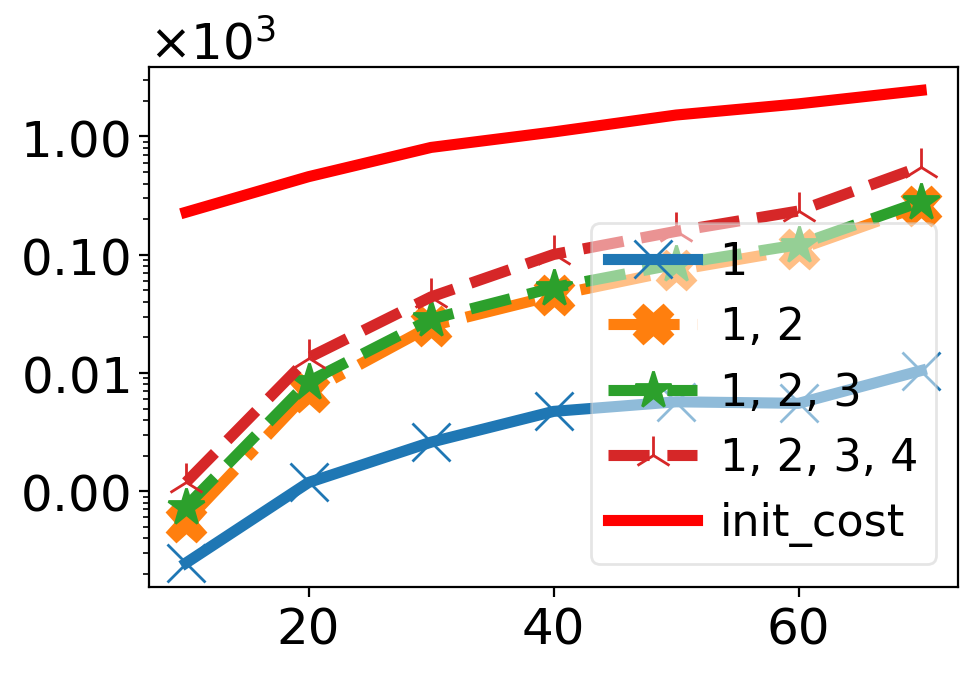 ×10³
1.00
0.10
0.01
0.00
20 40 60
1
1, 2
1, 2, 3
1, 2, 3, 4
init_cost